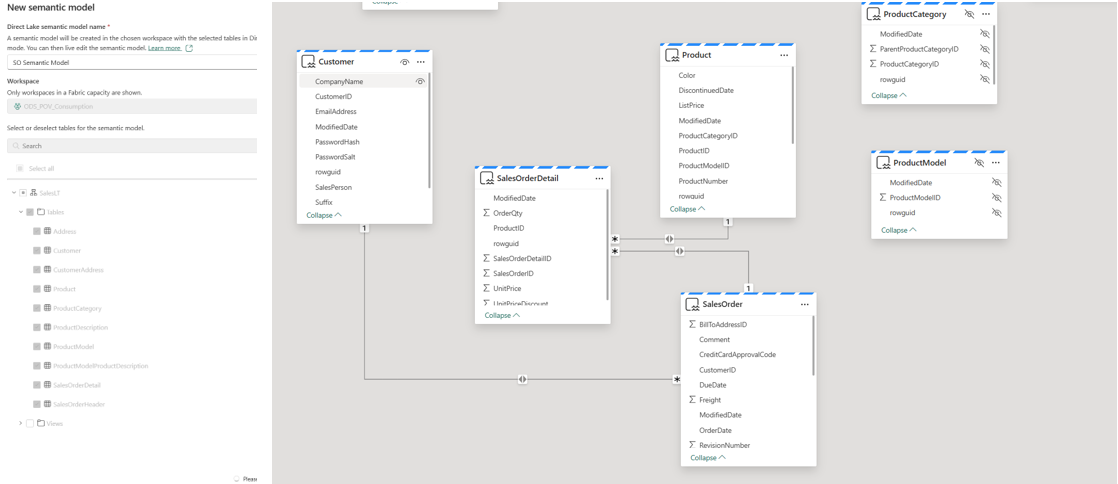 New semantic model
Direct Lake semantic model name *
A semantic model will be created in the chosen workspace with the selected tables in Di
mode. You can then live edit the semantic model. Learn more
SO Semantic Model
Workspace
Only workspaces in a Fabric capacity are shown.
ODS_POV_Consumption
Select or deselect tables for the semantic model.
Search
Select all
SalesLT
Tables
Address
Customer
CustomerAddress
Product
ProductCategory
ProductDescription
ProductModel
ProductModelProductDescription
SalesOrderDetail
SalesOrderHeader
Views
Pleas
Collapse
Customer
CompanyName
CustomerID
EmailAddress
ModifiedDate
PasswordHash
PasswordSalt
rowguid
SalesPerson
Suffix
Collapse
1
SalesOrderDetail
ModifiedDate
Σ OrderQty
ProductID
rowguid
Σ SalesOrderDetailID
Σ SalesOrderID
Σ UnitPrice
Σ UnitPriceDiscount
Collapse
Product
Color
DiscontinuedDate
ListPrice
ModifiedDate
ProductCategoryID
ProductID
ProductModelID
ProductNumber
rowguid
Collapse
1
*
*
1
*
SalesOrder
Σ BillToAddressID
Comment
CreditCardApprovalCode
CustomerID
DueDate
Σ Freight
ModifiedDate
OrderDate
Σ RevisionNumber
Collapse
ProductCategory
ModifiedDate
Σ ParentProductCategoryID
Σ ProductCategoryID
rowguid
Collapse
ProductModel
ModifiedDate
Σ ProductModelID
rowguid
Collapse